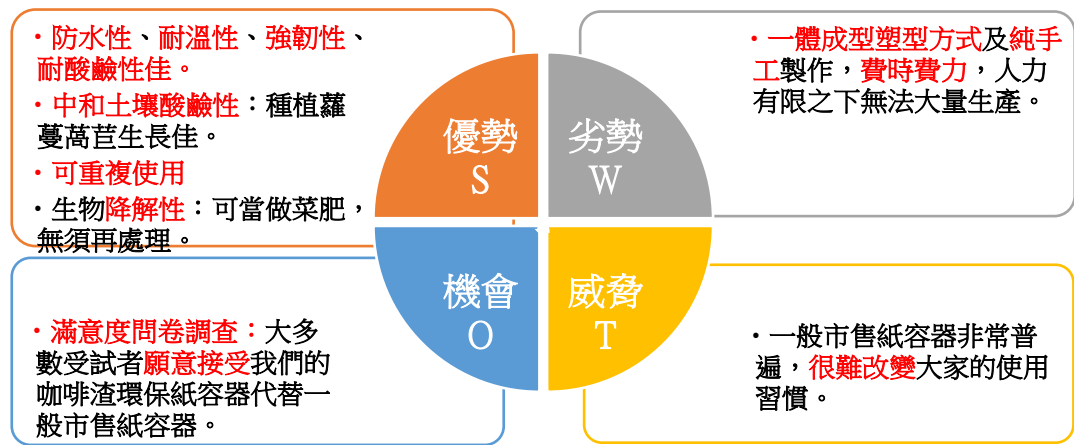 ・防水性、耐溫性、強韌性、
耐酸鹼性佳。
・中和土壤酸鹼性：種植蘿
蔓萵苣生長佳。
・可重複使用
・生物降解性：可當做菜肥，
無須再處理。
優勢
S
劣勢
W
・一體成型塑型方式及純手
工製作，費時費力，人力
有限之下無法大量生產。
・滿意度問卷調查：大多
數受試者願意接受我們的
咖啡渣環保紙容器代替一
般市售紙容器。
機會
O
威脅
T
・一般市售紙容器非常普
遍，很難改變大家的使用
習慣。